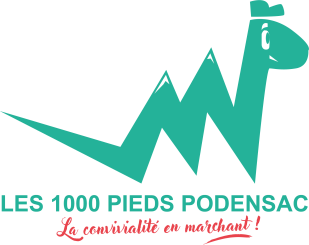 LES 1000 PIEDS PODENSAC
La convivialité en marchant !